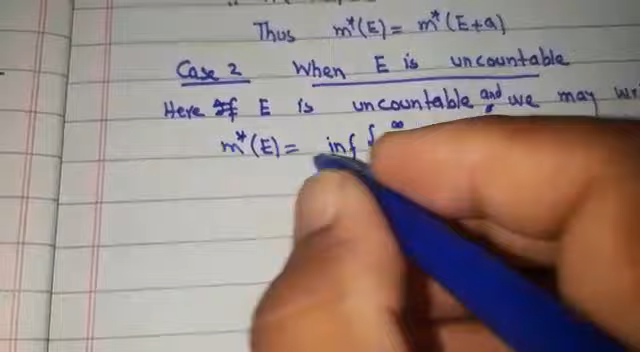 Thus m*(E) = m*(E+a)
Case 2 When E is uncountable
Here E is uncountable and we may
m*(E) = inf { ∞